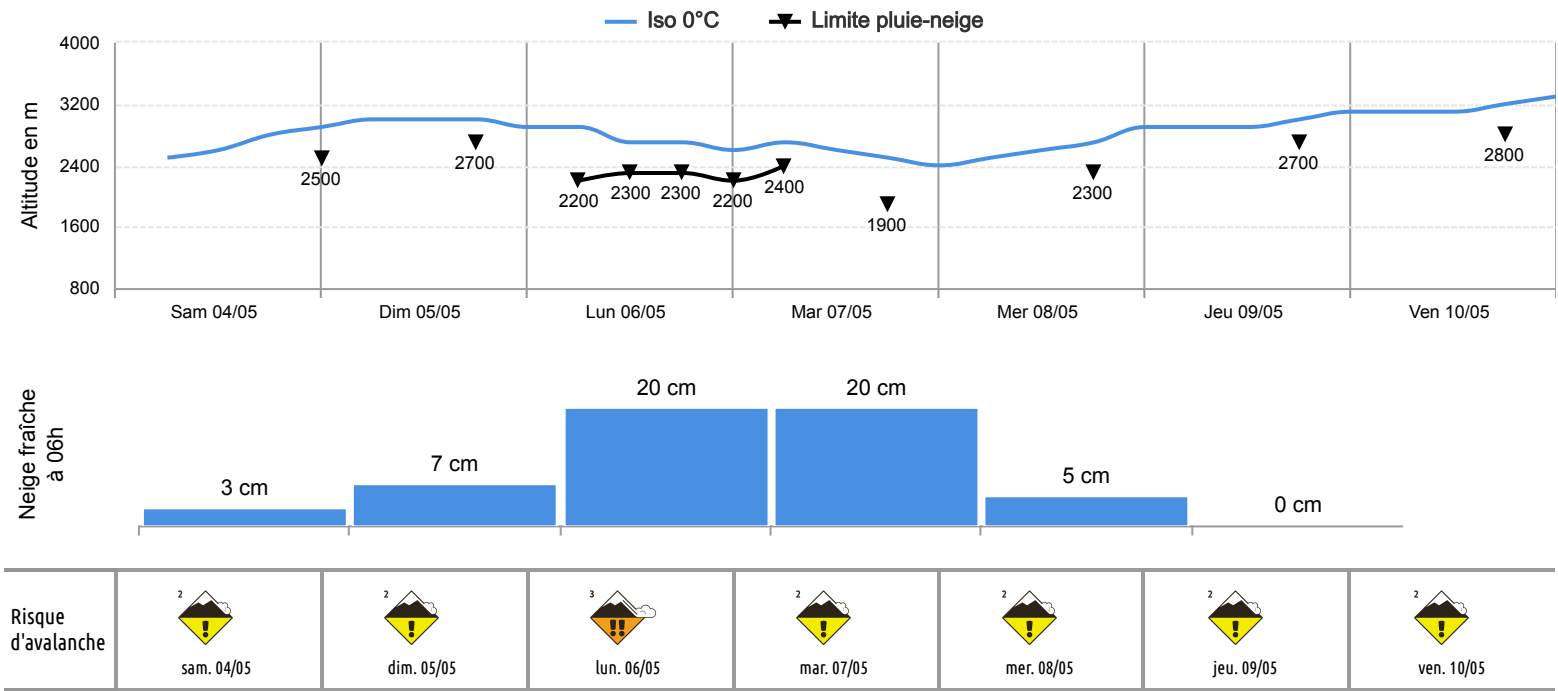 Iso 0°C Limite pluie-neige
Altitude en m
4000
3200
2400
1600
800
2500
2700
2200
2300
2300
2200
2400
1900
2300
2700
2800
Sam 04/05 Dim 05/05 Lun 06/05 Mar 07/05 Mer 08/05 Jeu 09/05 Ven 10/05
Neige fraîche
à 06h
3 cm
7 cm
20 cm
20 cm
5 cm
0 cm
Risque
d'avalanche
2 2 3 2 2 2 2
! ! !! ! ! ! !
sam. 04/05 dim. 05/05 lun. 06/05 mar. 07/05 mer. 08/05 jeu. 09/05 ven. 10/05